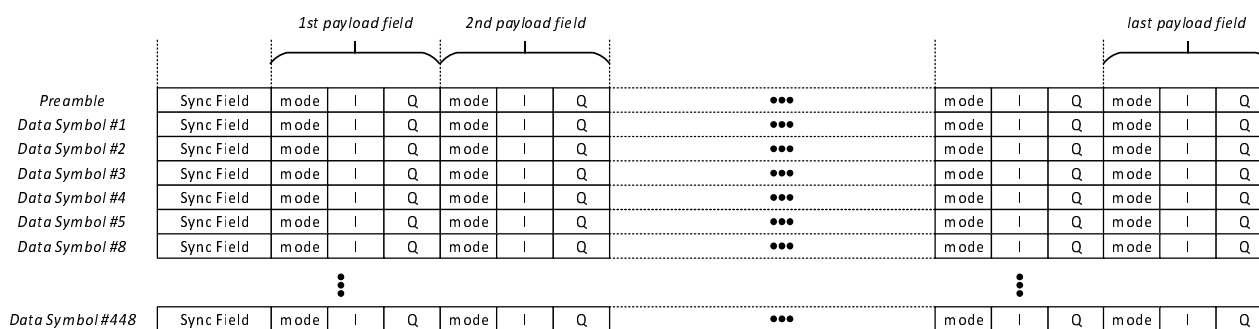 1st payload field 2nd payload field last payload field
Preamble Sync Field mode I Q mode I Q mode I Q mode I Q
Data Symbol #1 Sync Field mode I Q mode I Q mode I Q mode I Q
Data Symbol #2 Sync Field mode I Q mode I Q mode I Q mode I Q
Data Symbol #3 Sync Field mode I Q mode I Q mode I Q mode I Q
Data Symbol #4 Sync Field mode I Q mode I Q mode I Q mode I Q
Data Symbol #5 Sync Field mode I Q mode I Q mode I Q mode I Q
Data Symbol #8 Sync Field mode I Q mode I Q mode I Q mode I Q
Data Symbol #448 Sync Field mode I Q mode I Q mode I Q mode I Q